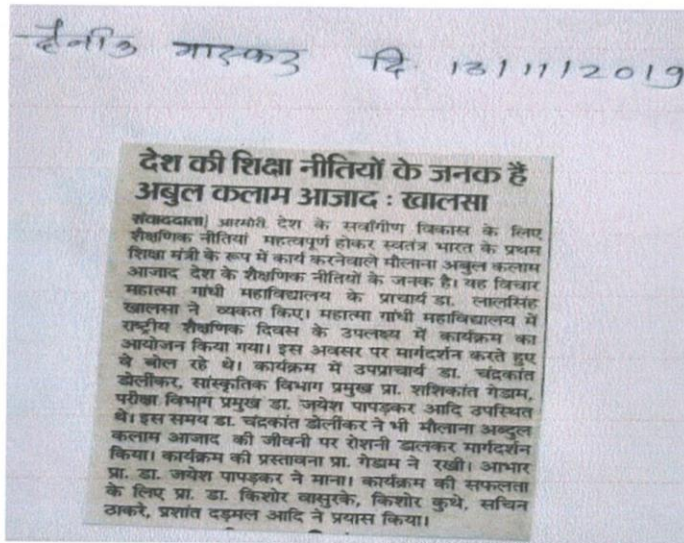 दैनिक भास्कर दि. 13/11/2019
देश की शिक्षा नीतियों के जनक हैं
अबुल कलाम आजाद : खालसा
संवाददाता| आरमोरी. देश के सर्वांगीण विकास के लिए
शैक्षणिक नीतियां महत्वपूर्ण होकर स्वतंत्र भारत के प्रथम
शिक्षा मंत्री के रूप में कार्य करनेवाले मौलाना अबुल कलाम
आजाद देश के शैक्षणिक नीतियों के जनक है। यह विचार
महात्मा गांधी महाविद्यालय के प्राचार्य डा. लालसिंह
खालसा ने व्यकत किए। महात्मा गांधी महाविद्यालय में
राष्ट्रीय शैक्षणिक दिवस के उपलक्ष्य में कार्यक्रम का
आयोजन किया गया। इस अवसर पर मार्गदर्शन करते हुए
वे बोल रहे थे। कार्यक्रम में उपप्राचार्य डा. चंद्रकांत
डोर्लीकर, सांस्कृतिक विभाग प्रमुख प्रा. शशिकांत गेडाम,
परीक्षा विभाग प्रमुख डा. जयेश पापडकर आदि उपस्थित
थे। इस समय डा. चंद्रकांत डोलीकर ने भी मौलाना अब्दुल
कलाम आजाद की जीवनी पर रोशनी डालकर मार्गदर्शन
किया। कार्यक्रम की प्रस्तावना प्रा. गेडाम ने रखी। आभार
प्रा. डा. जयेश पापड़कर ने माना। कार्यक्रम की सफलता
के लिए प्रा. डा. किशोर वासुरके, किशोर कुथे, सचिन
ठाकरे, प्रशांत दड़मल आदि ने प्रयास किया।